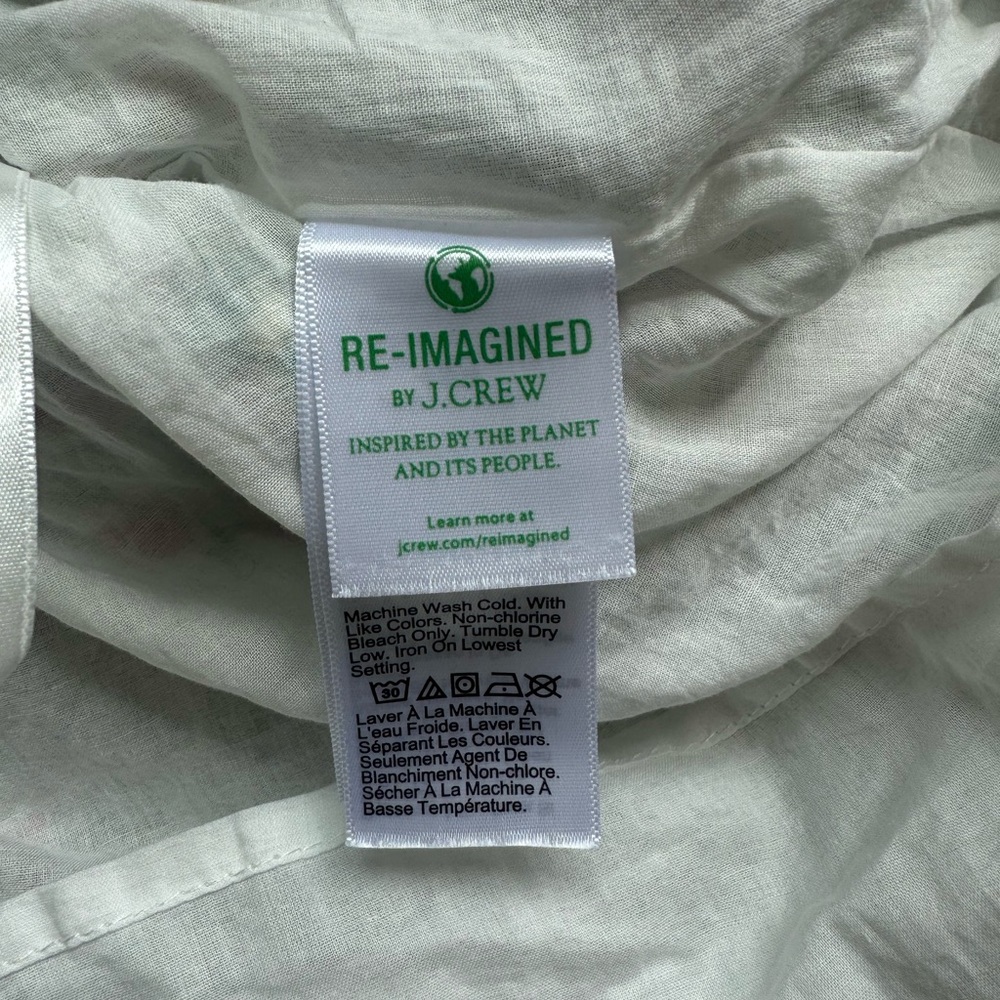 RE-IMAGINED
BY J.CREW
INSPIRED BY THE PLANET
AND ITS PEOPLE.
Learn more at
jcrew.com/reimagined
Machine Wash Cold. With
Like Colors. Non-chlorine
Bleach Only. Tumble Dry
Low. Iron On Lowest
Setting.
30
Laver À La Machine À
L'eau Froide. Laver En
Séparant Les Couleurs.
Seulement Agent De
Blanchiment Non-chlore.
Sécher À La Machine À
Basse Température.